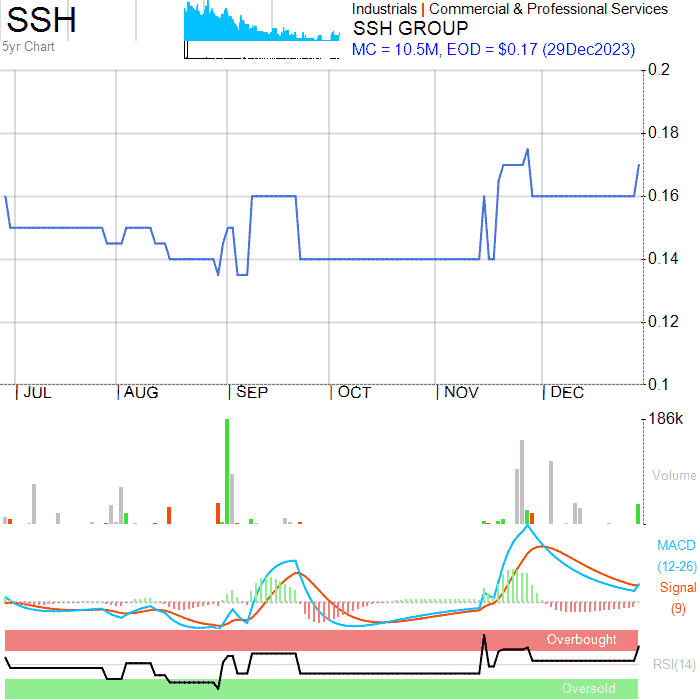 SSH
5yr Chart
Industrials | Commercial & Professional Services
SSH GROUP
MC = 10.5M, EOD = $0.17 (29Dec2023)
0.2
0.18
0.16
0.14
0.12
0.1
JUL AUG SEP OCT NOV DEC
186k
Volume
MACD
(12-26)
Signal
(9)
Overbought
RSI(14)
Oversold